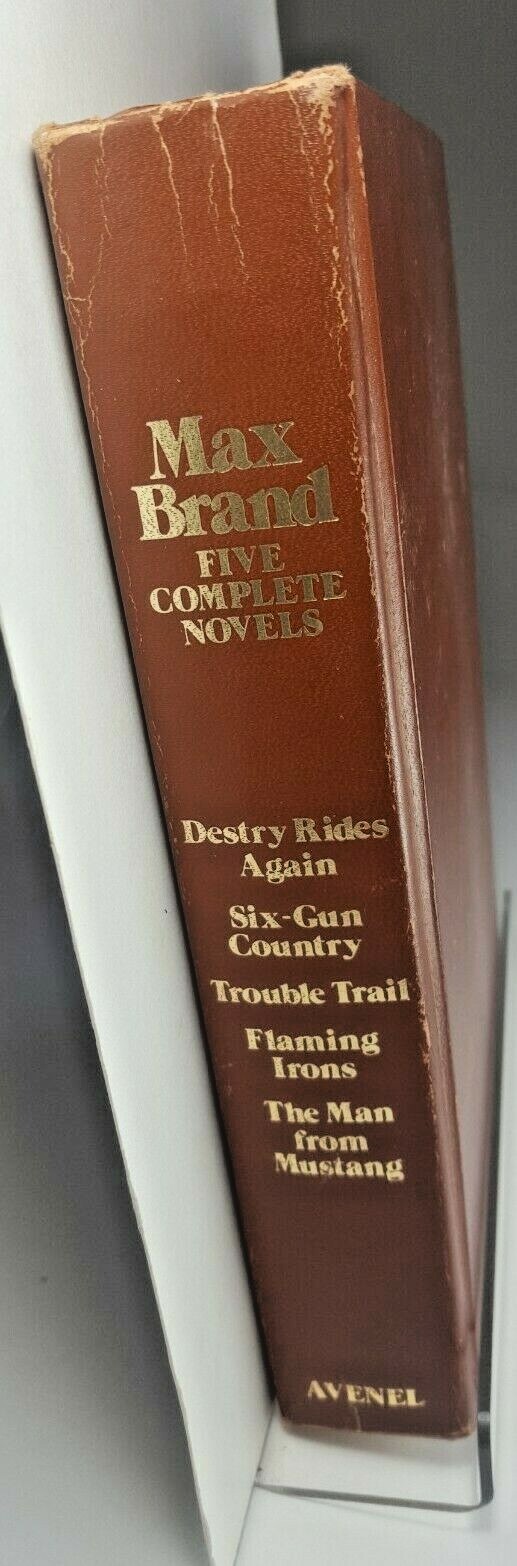 Max
Brand
FIVE
COMPLETE
NOVELS
Destry Rides
Again
Six-Gun
Country
Trouble Trail
Flaming
Irons
The Man
from
Mustang
AVENEL